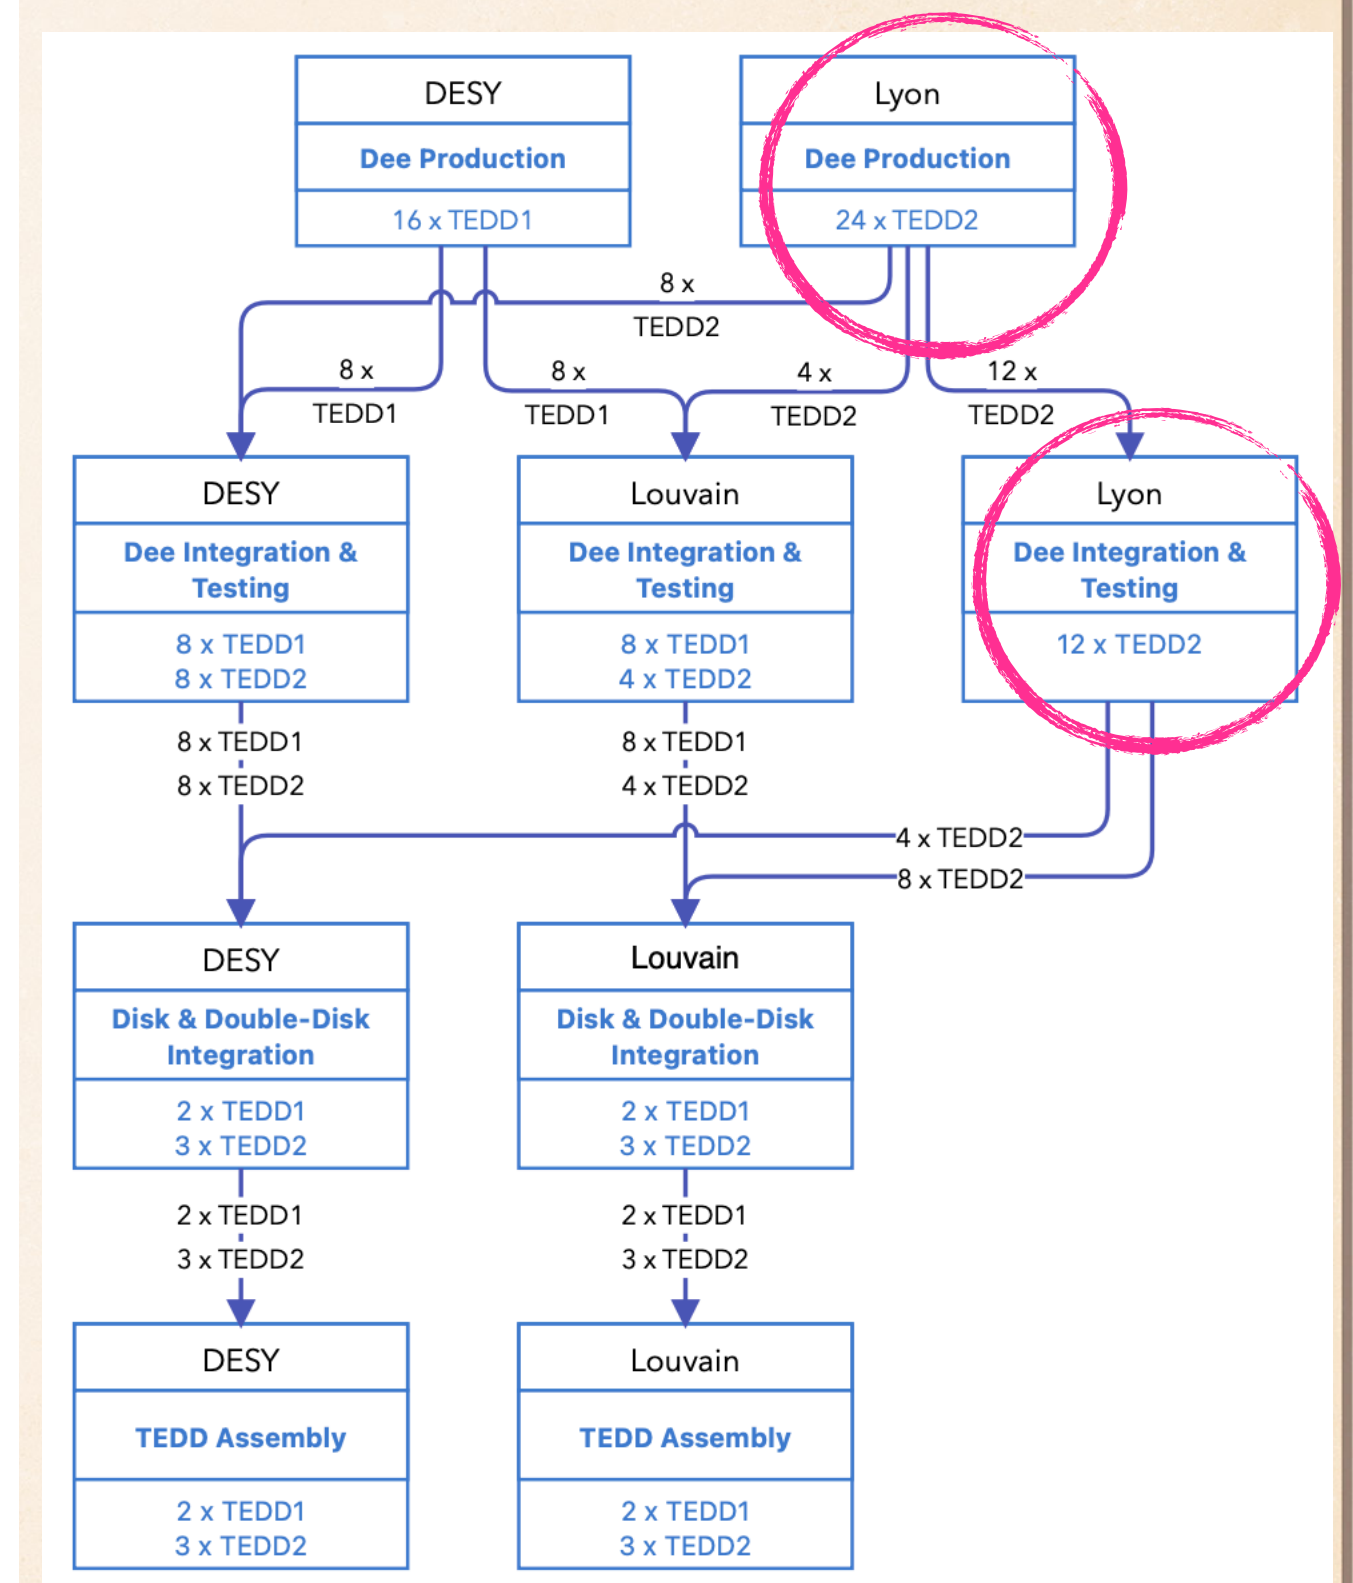 DESY
Dee Production
16 x TEDD1
Lyon
Dee Production
24 x TEDD2
8 x
TEDD2
8 x
TEDD1
8 x
TEDD1
4 x
TEDD2
12 x
TEDD2
DESY
Dee Integration &
Testing
8 x TEDD1
8 x TEDD2
Louvain
Dee Integration &
Testing
8 x TEDD1
4 x TEDD2
Lyon
Dee Integration &
Testing
12 x TEDD2
8 x TEDD1
8 x TEDD2
8 x TEDD1
4 x TEDD2
4 x TEDD2
8 x TEDD2
DESY
Disk & Double-Disk
Integration
2 x TEDD1
3 x TEDD2
Louvain
Disk & Double-Disk
Integration
2 x TEDD1
3 x TEDD2
2 x TEDD1
3 x TEDD2
2 x TEDD1
3 x TEDD2
DESY
TEDD Assembly
2 x TEDD1
3 x TEDD2
Louvain
TEDD Assembly
2 x TEDD1
3 x TEDD2